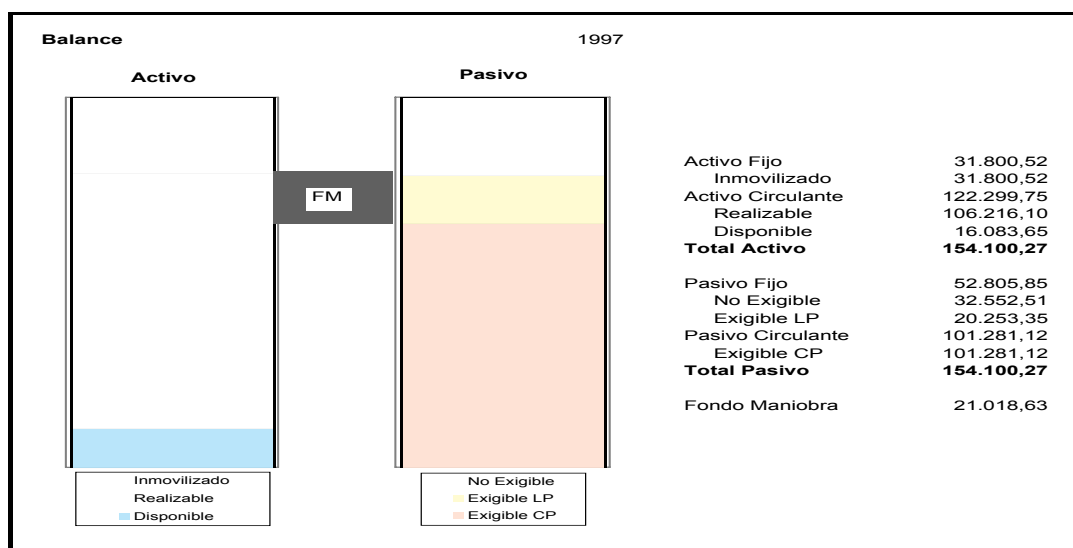 Balance 1997
Activo Pasivo
FM
Inmovilizado
Realizable
Disponible
No Exigible
Exigible LP
Exigible CP
Activo Fijo 31.800,52
Inmovilizado 31.800,52
Activo Circulante 122.299,75
Realizable 106.216,10
Disponible 16.083,65
Total Activo 154.100,27
Pasivo Fijo 52.805,85
No Exigible 32.552,51
Exigible LP 20.253,35
Pasivo Circulante 101.281,12
Exigible CP 101.281,12
Total Pasivo 154.100,27
Fondo Maniobra 21.018,63